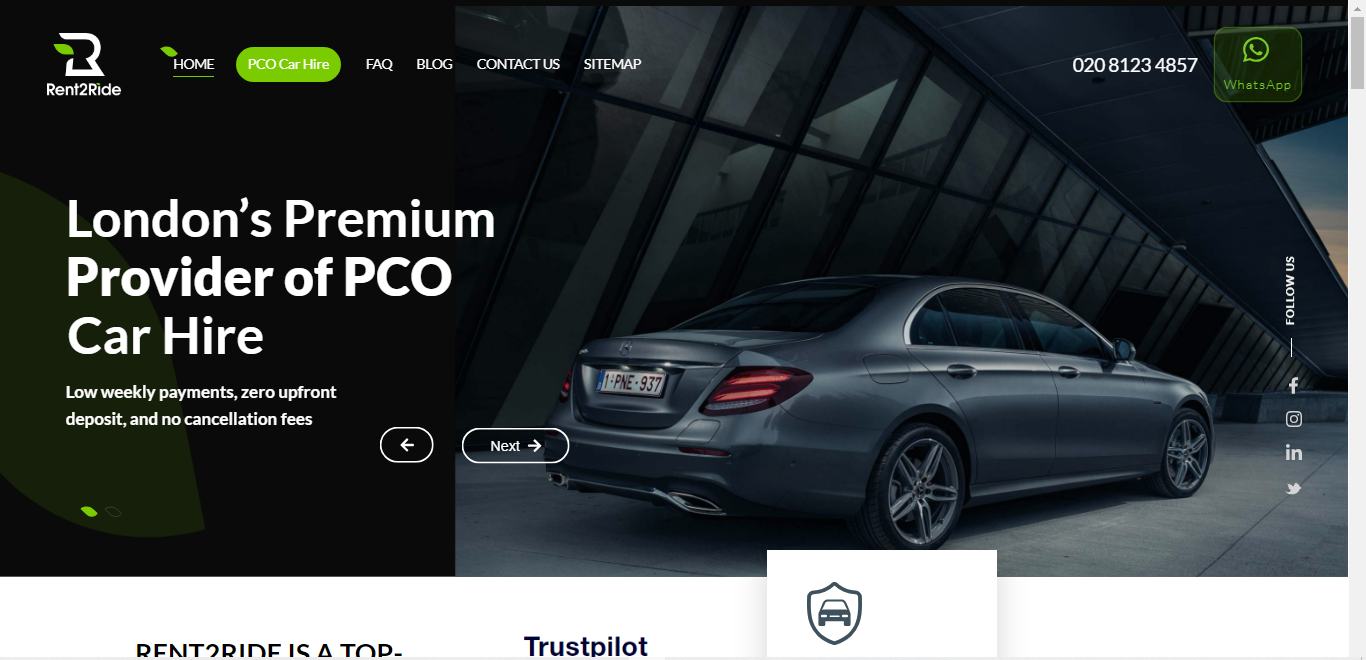 Rent2Ride
HOME
PCO Car Hire
FAQ
BLOG
CONTACT US
SITEMAP
020 8123 4857
WhatsApp
London’s Premium
Provider of PCO
Car Hire
Low weekly payments, zero upfront
deposit, and no cancellation fees
Next
1-PNE-937
FOLLOW US
RENT2RIDE IS A TOP-
Trustpilot